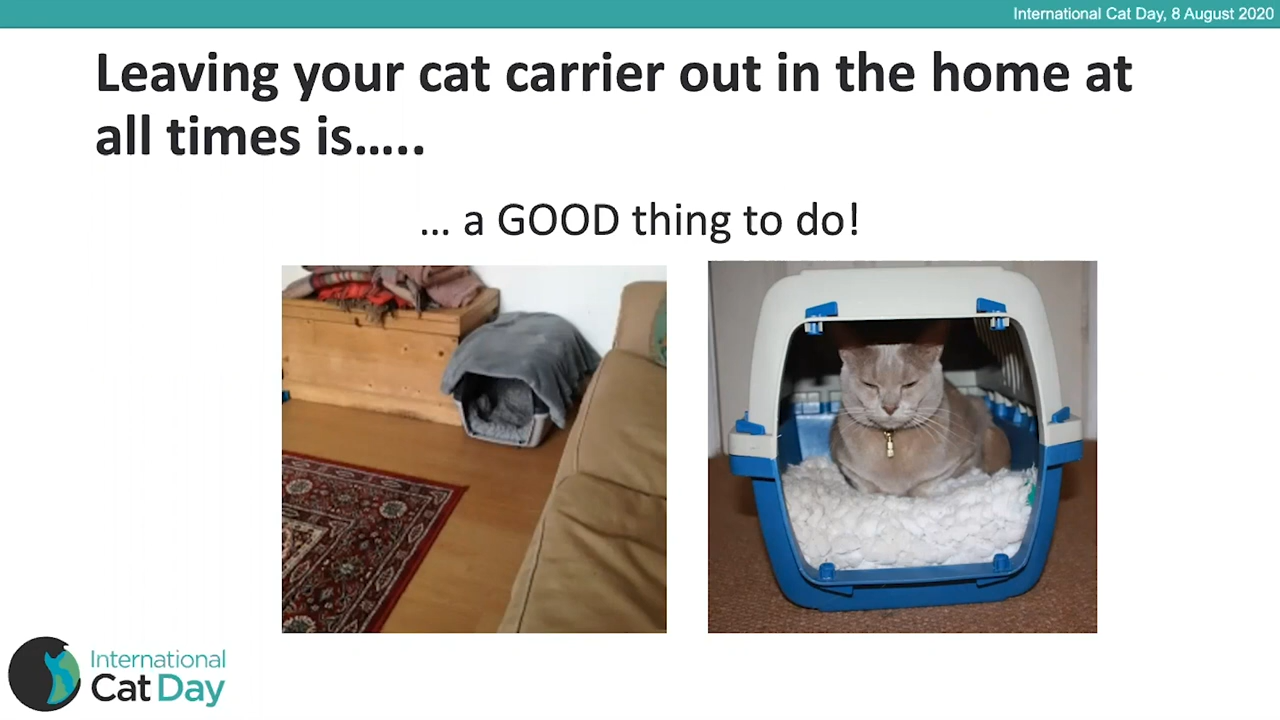 International Cat Day, 8 August 2020
Leaving your cat carrier out in the home at
all times is.....
... a GOOD thing to do!
International
Cat Day